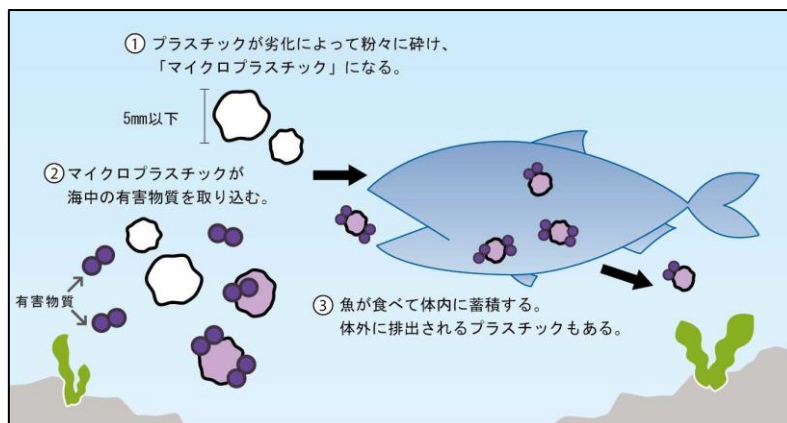 ① プラスチックが劣化によって粉々に砕け、
「マイクロプラスチック」になる。
5mm以下
② マイクロプラスチックが
海中の有害物質を取り込む。
有害物質
③ 魚が食べて体内に蓄積する。
体外に排出されるプラスチックもある。